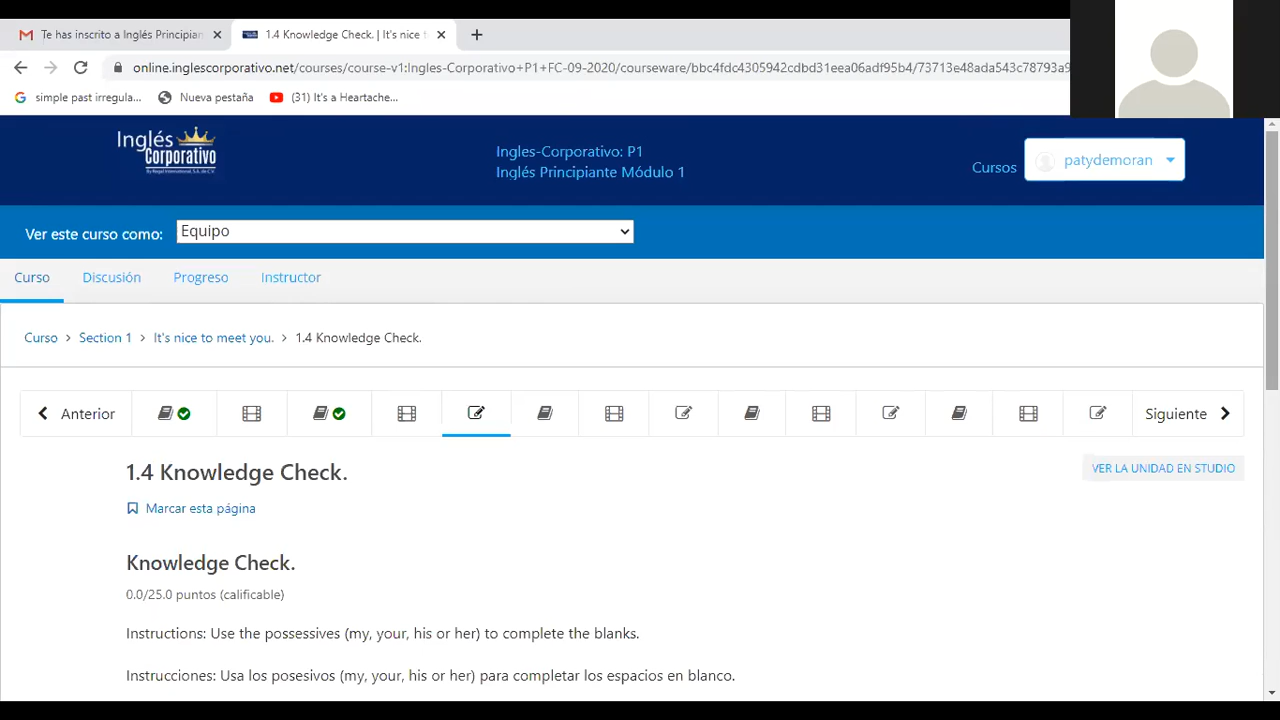 Te has inscrito a Inglés Principian
1.4 Knowledge Check. | It's nice
online.inglescorporativo.net/courses/course-v1:Ingles-Corporativo+P1+FC-09-2020/courseware/bbc4fdc4305942cdbd31eea06adf95b4/73713e48ada543c78793a9
simple past irregula...
Nueva pestaña
(31) It's a Heartache...
Inglés
Corporativo
Ingles-Corporativo: P1
Inglés Principiante Módulo 1
Cursos
patydemoran
Ver este curso como:
Equipo
Curso
Discusión
Progreso
Instructor
Curso > Section 1 > It's nice to meet you. > 1.4 Knowledge Check.
Anterior
Siguiente
1.4 Knowledge Check.
VER LA UNIDAD EN STUDIO
Marcar esta página
Knowledge Check.
0.0/25.0 puntos (calificable)
Instructions: Use the possessives (my, your, his or her) to complete the blanks.
Instrucciones: Usa los posesivos (my, your, his or her) para completar los espacios en blanco.